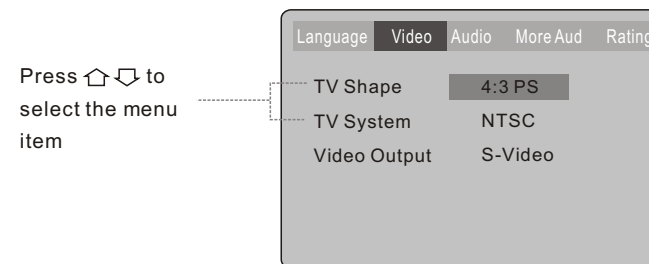 Language Video Audio More Aud Rating
Press ⇧ ⇩ to
select the menu
item
TV Shape 4:3 PS
TV System NTSC
Video Output S-Video